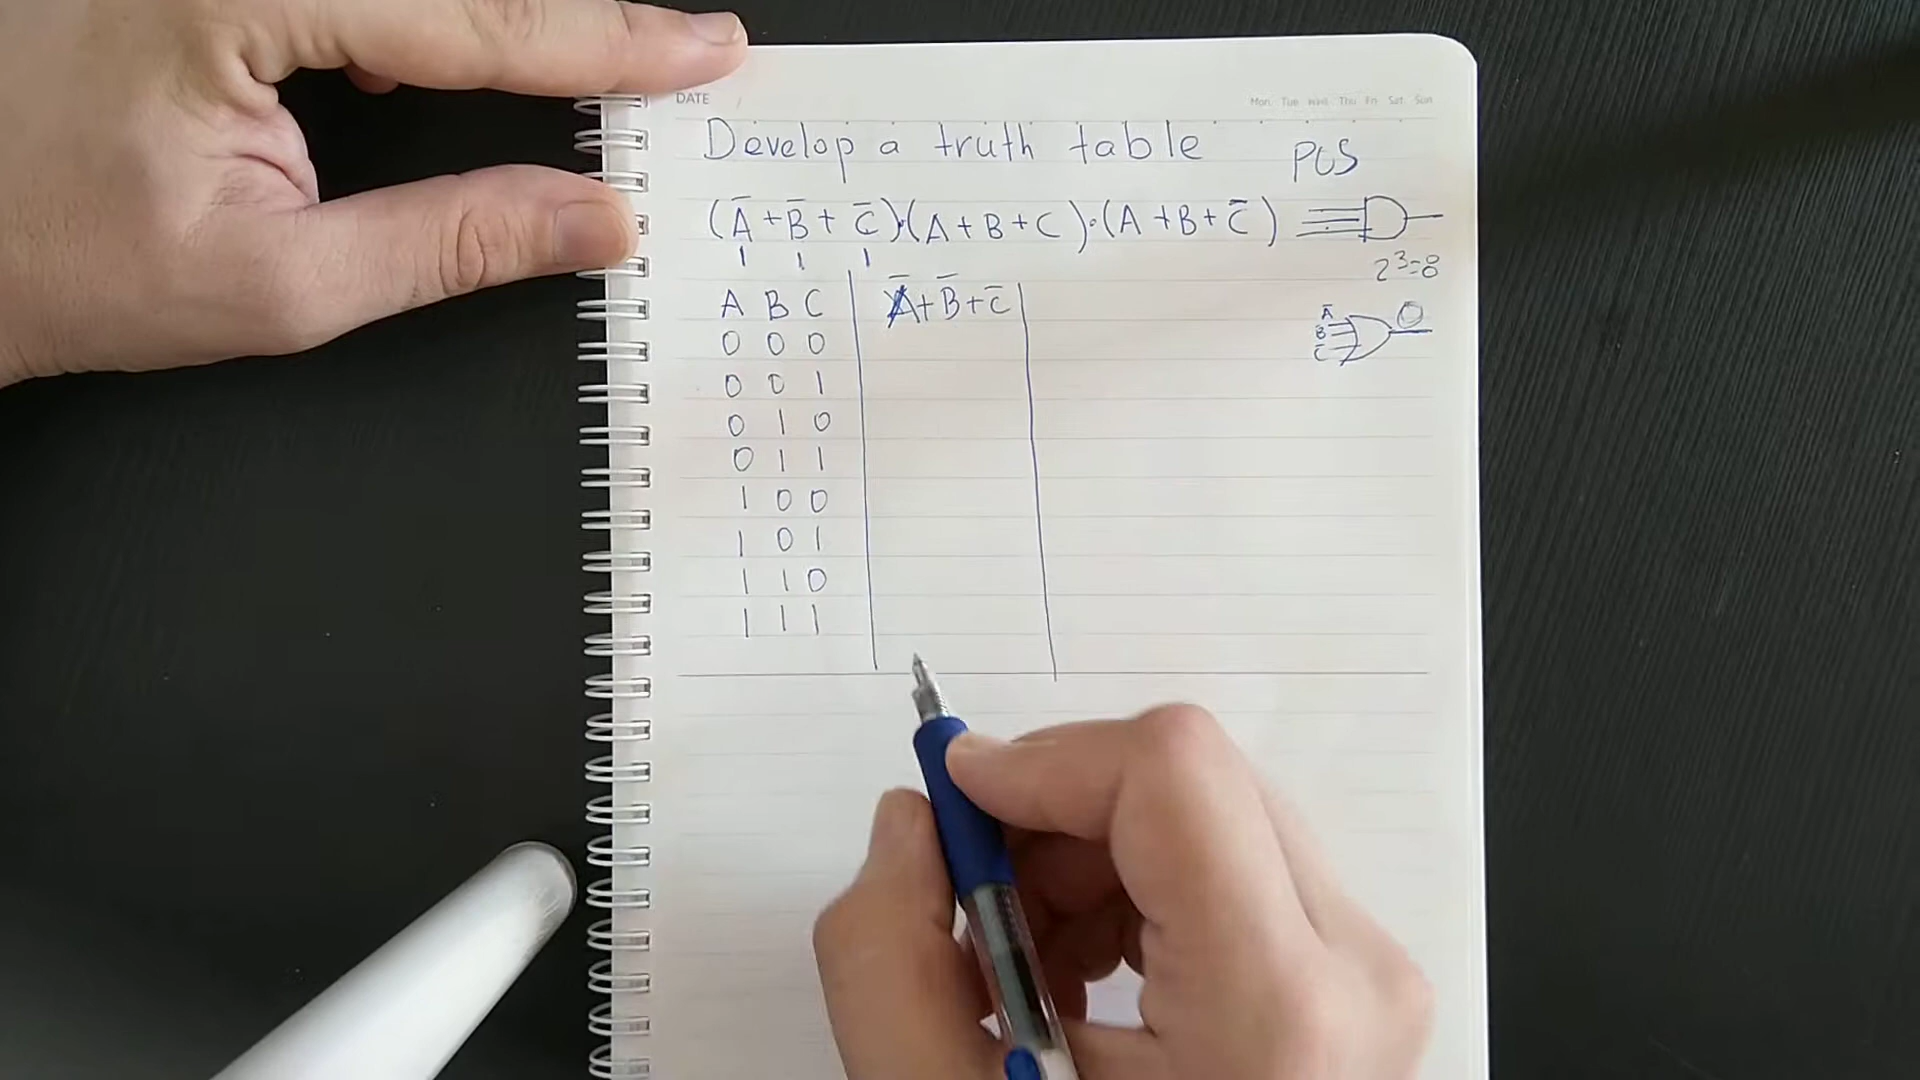 DATE / Mon Tue Wed Thu Fri Sat Sun
Develop a truth table POS
(A̅ + B̅ + C̅)·(A + B + C)·(A + B + C̅)
1 1 1 2³=8
A B C A̅+B̅+C̅
A̅
B̅
C̅
0
0 0 0
0 0 1
0 1 0
0 1 1
1 0 0
1 0 1
1 1 0
1 1 1